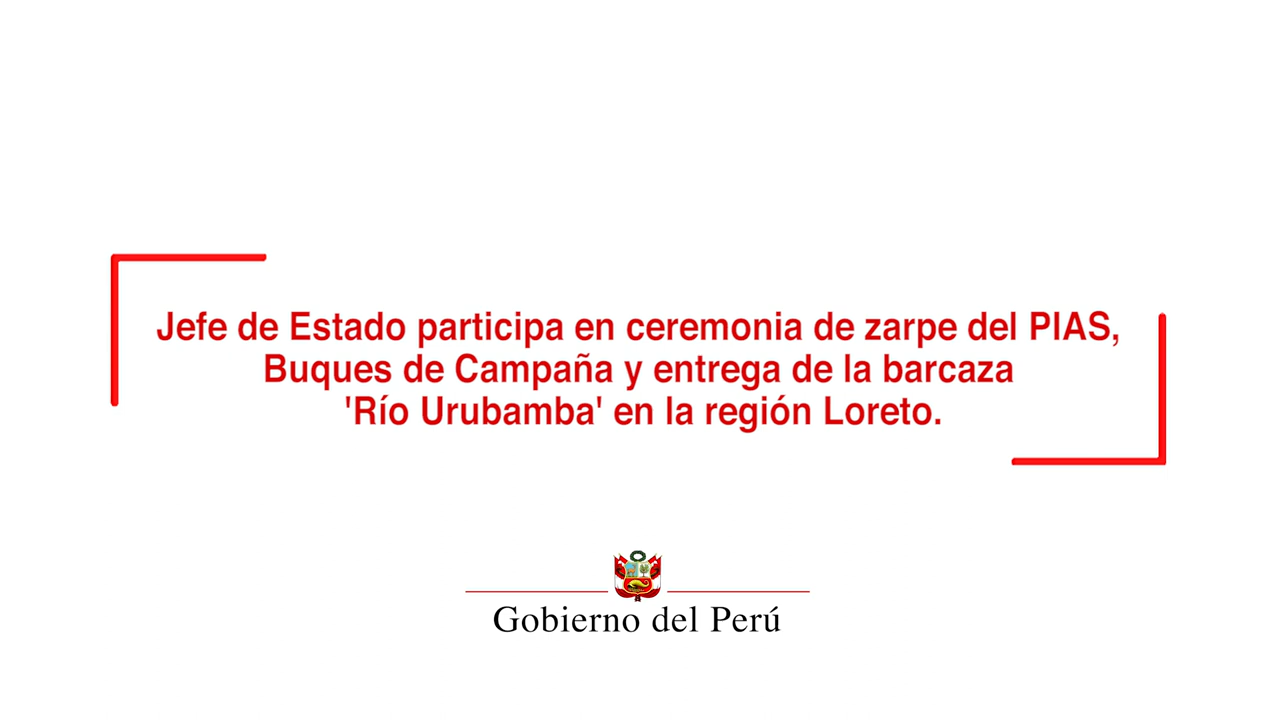 Jefe de Estado participa en ceremonia de zarpe del PIAS,
Buques de Campaña y entrega de la barcaza
'Río Urubamba' en la región Loreto.
Gobierno del Perú